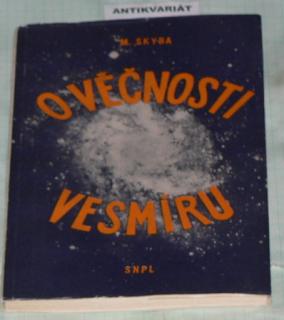 ANTIKVARIÁT
M. SKYBA
O VĚČNOSTI
VESMÍRU
SNPL